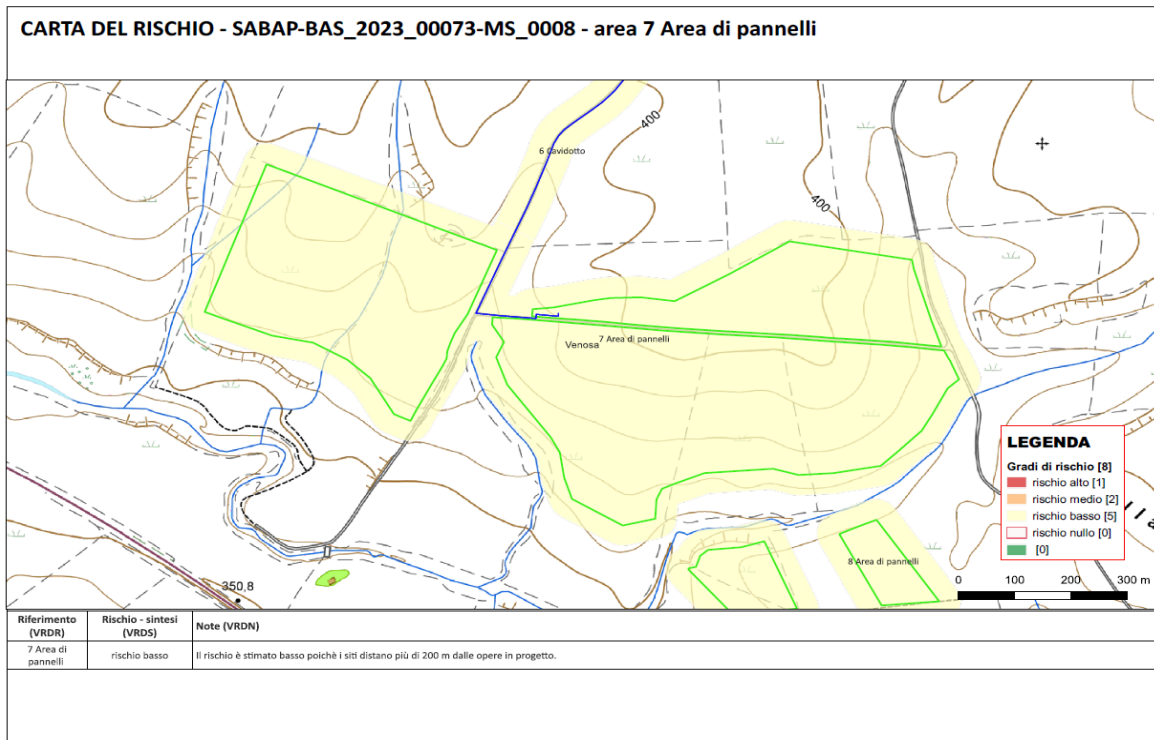 CARTA DEL RISCHIO - SABAP-BAS_2023_00073-MS_0008 - area 7 Area di pannelli
400
6 Cavidotto
400
7 Area di pannelli
Venosa
8 Area di pannelli
350,8
LEGENDA
Gradi di rischio [8]
rischio alto [1]
rischio medio [2]
rischio basso [5]
rischio nullo [0]
[0]
0 100 200 300 m
Riferimento (VRDR) Rischio - sintesi (VRDS) Note (VRDN)
7 Area di pannelli rischio basso Il rischio è stimato basso poichè i siti distano più di 200 m dalle opere in progetto.